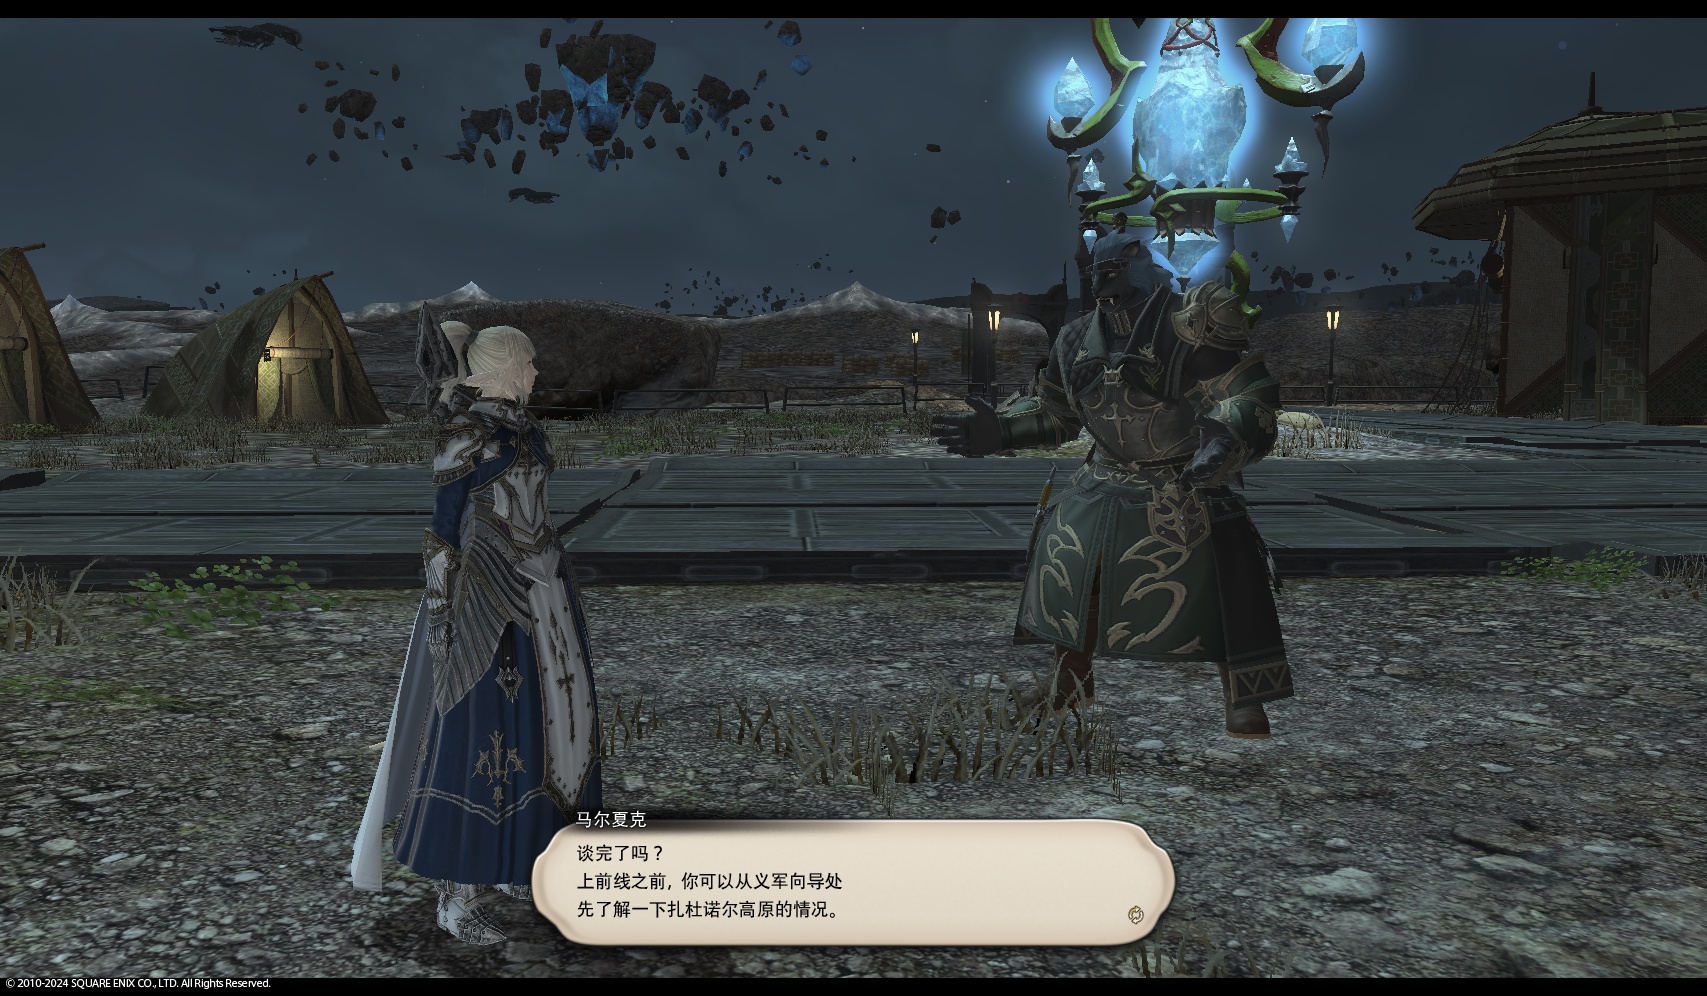 马尔夏克
谈完了吗？
上前线之前，你可以从义军向导处
先了解一下扎杜诺尔高原的情况。
© 2010-2024 SQUARE ENIX CO., LTD. All Rights Reserved.